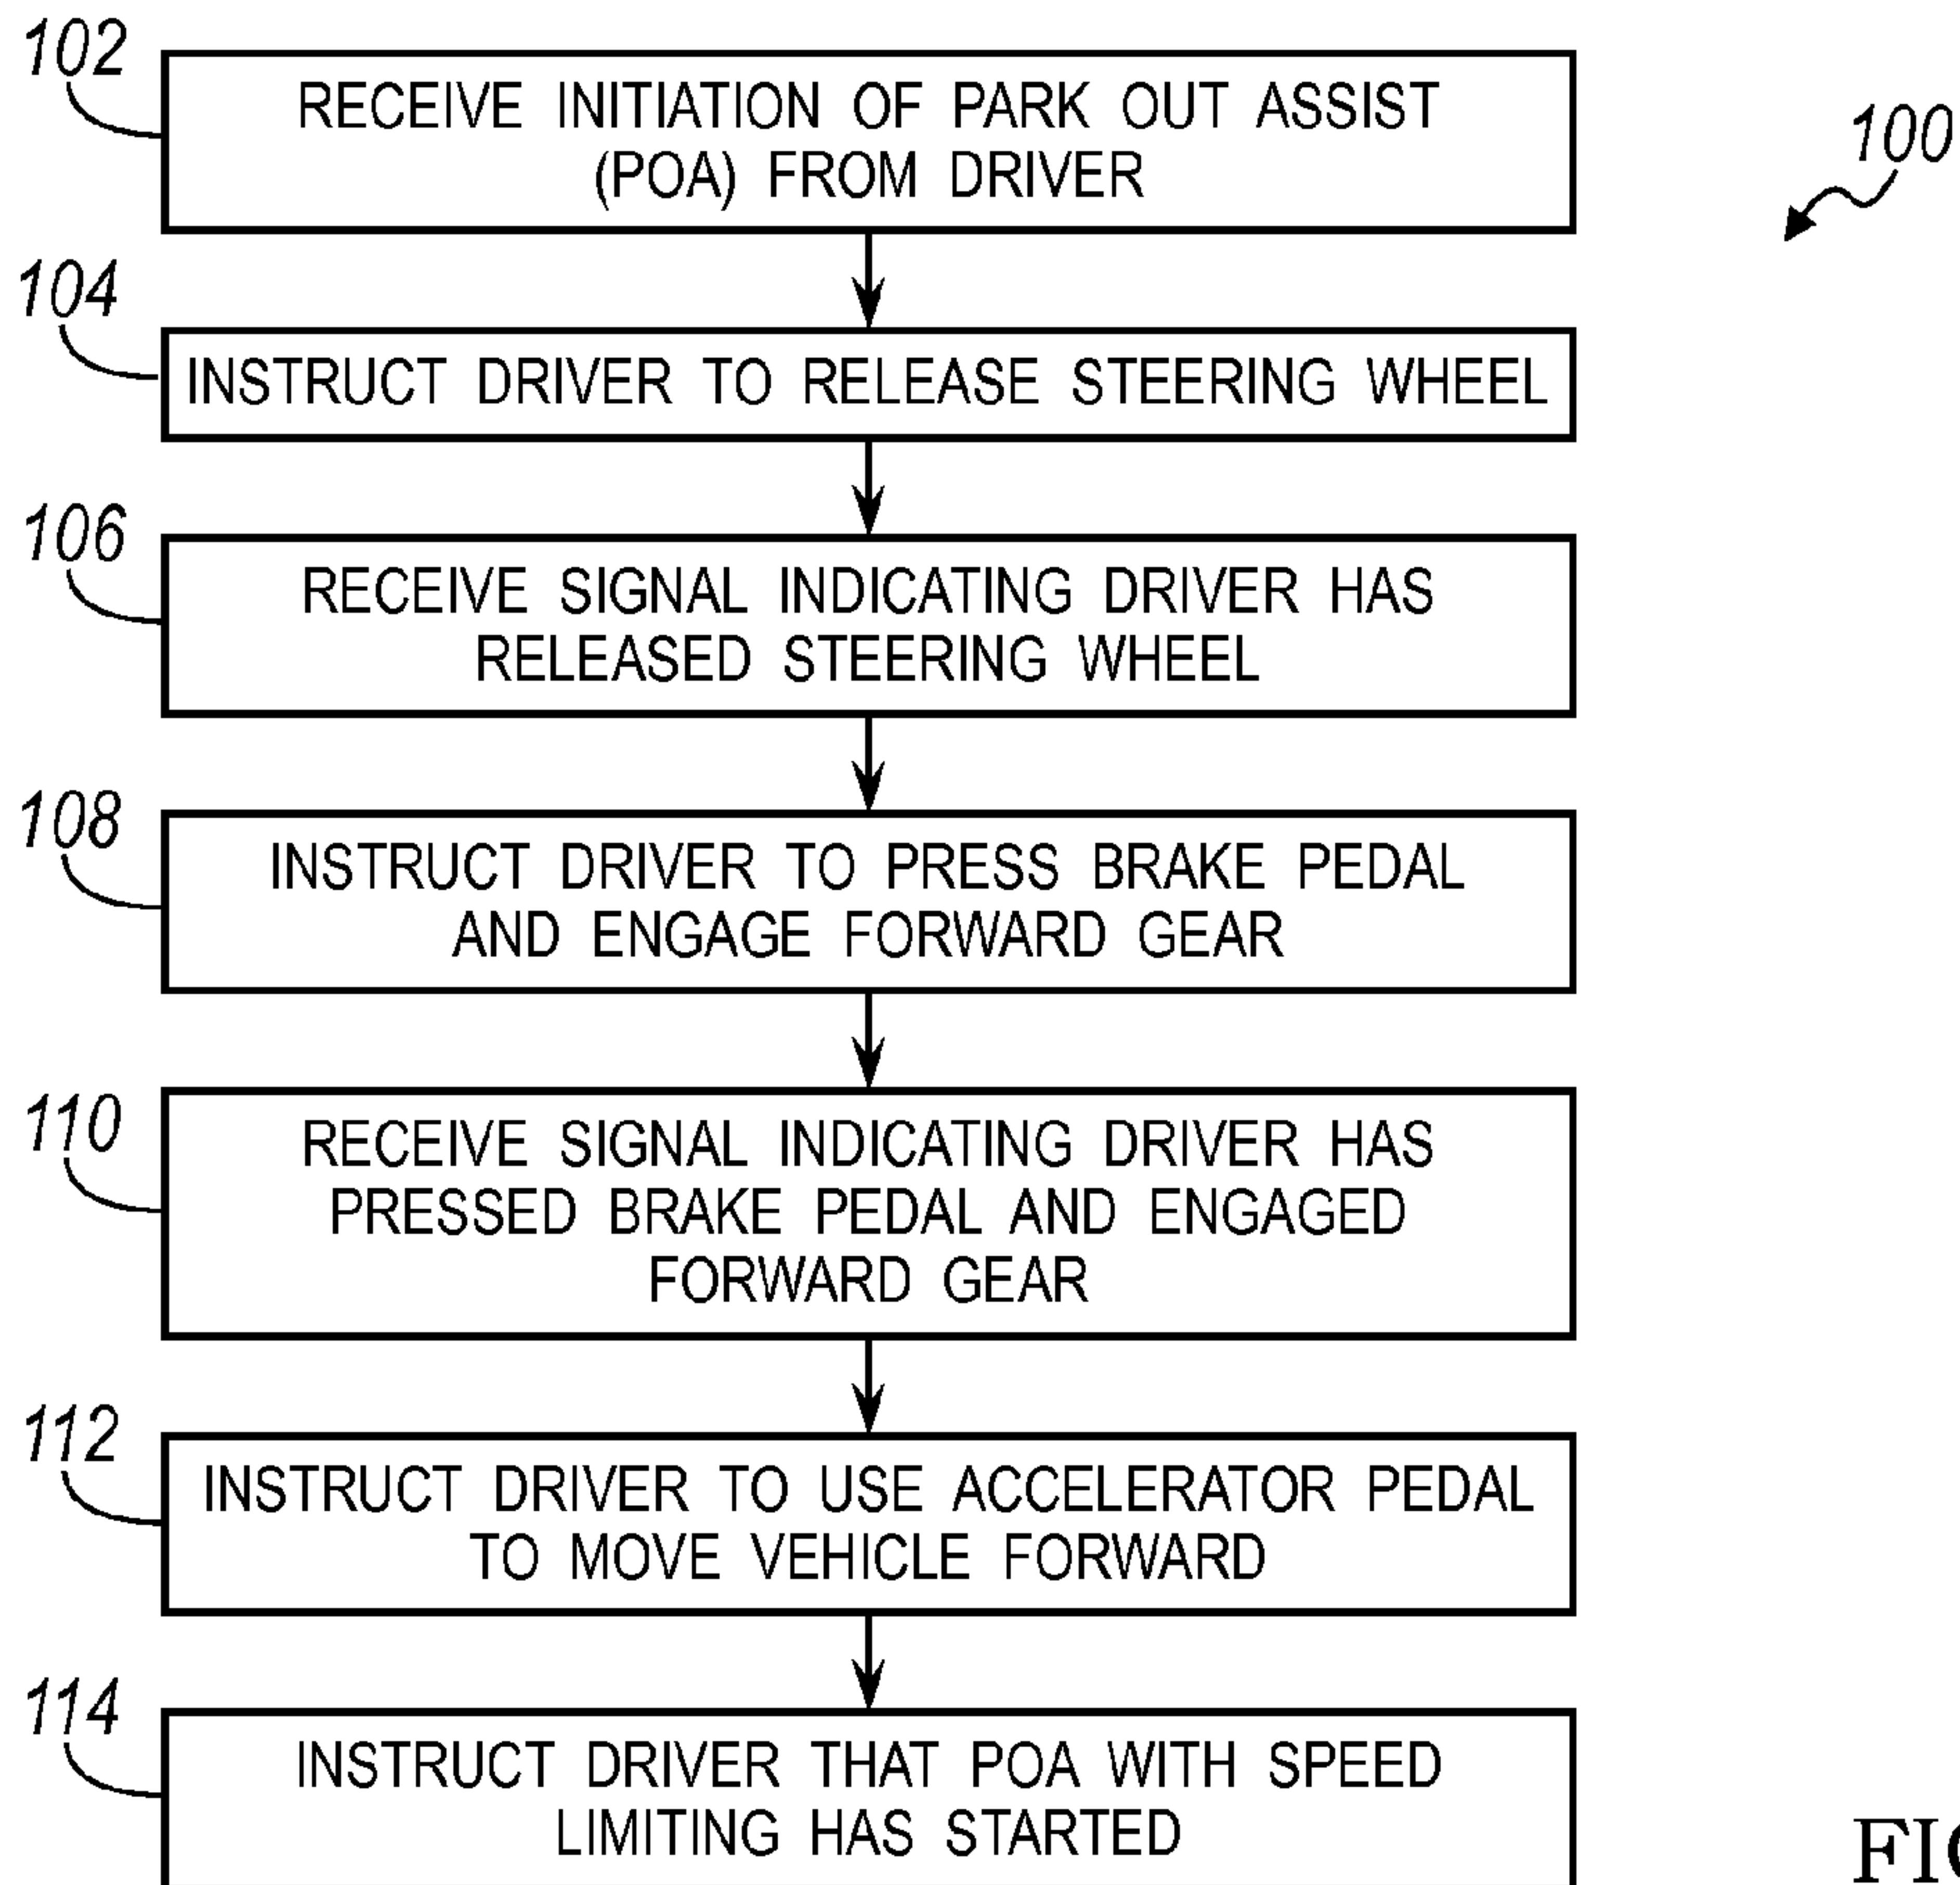 102
RECEIVE INITIATION OF PARK OUT ASSIST
(POA) FROM DRIVER
100
104
INSTRUCT DRIVER TO RELEASE STEERING WHEEL
106
RECEIVE SIGNAL INDICATING DRIVER HAS
RELEASED STEERING WHEEL
108
INSTRUCT DRIVER TO PRESS BRAKE PEDAL
AND ENGAGE FORWARD GEAR
110
RECEIVE SIGNAL INDICATING DRIVER HAS
PRESSED BRAKE PEDAL AND ENGAGED
FORWARD GEAR
112
INSTRUCT DRIVER TO USE ACCELERATOR PEDAL
TO MOVE VEHICLE FORWARD
114
INSTRUCT DRIVER THAT POA WITH SPEED
LIMITING HAS STARTED